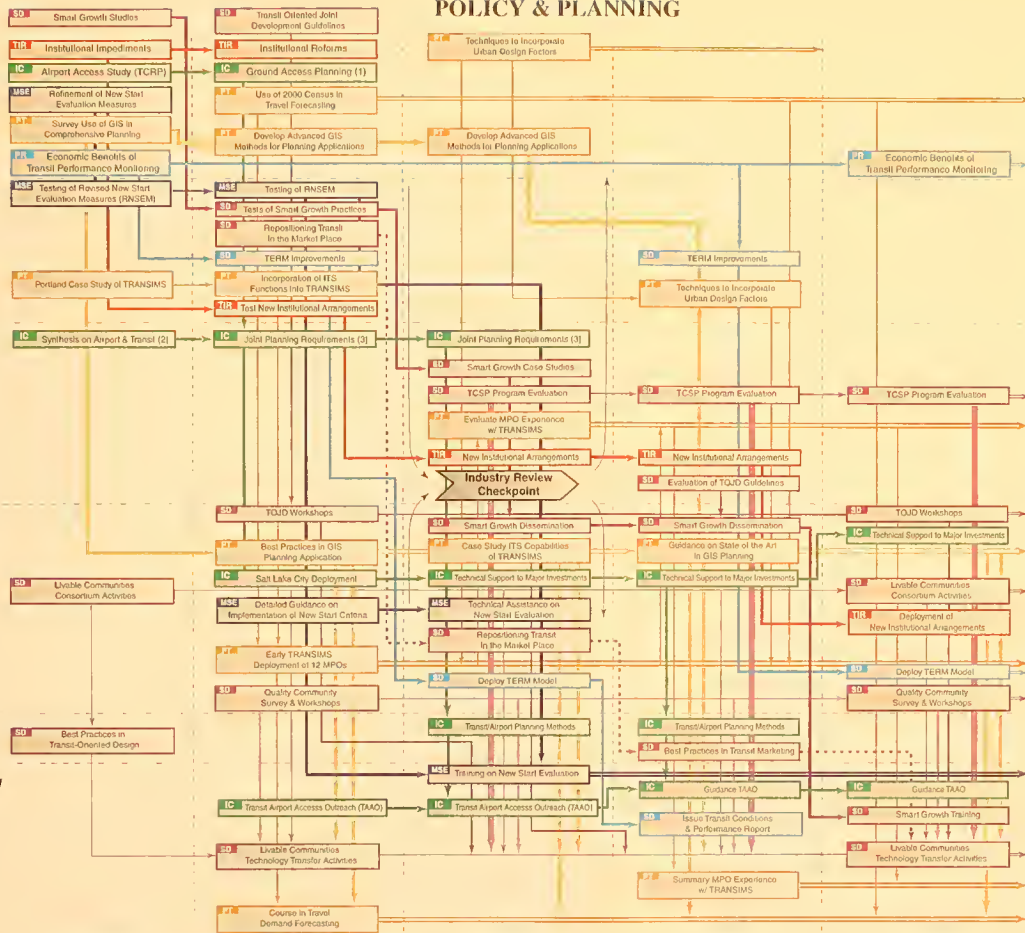 POLICY & PLANNING
SD Smart Growth Studies
TIR Institutional Impediments
IC Airport Access Study (TCRP)
MSE Refinement of New Start
Evaluation Measures
PT Survey Use of GIS in
Comprehensive Planning
PR Economic Benefits of
Transit Performance Monitoring
MSE Testing of Revised New Start
Evaluation Measures (RNSEM)
PT Portland Case Study of TRANSIMS
IC Synthesis on Airport & Transit (2)
SD Livable Communities
Consortium Activities
SD Best Practices in
Transit-Oriented Design
SD Transit Oriented Joint
Development Guidelines
TIR Institutional Reforms
IC Ground Access Planning (1)
PT Use of 2000 Census in
Travel Forecasting
PT Develop Advanced GIS
Methods for Planning Applications
MSE Testing of RNSEM
SD Tests of Smart Growth Practices
SD Repositioning Transit
In the Market Place
SD TERM Improvements
PT Incorporation of ITS
Functions Into TRANSIMS
TIR Test New Institutional Arrangements
IC Joint Planning Requirements (3)
SD TOJD Workshops
PT Best Practices in GIS
Planning Application
IC Salt Lake City Deployment
MSE Detailed Guidance on
Implementation of New Start Criteria
PT Early TRANSIMS
Deployment at 12 MPOs
SD Quality Community
Survey & Workshops
IC Transit Airport Access Outreach (TAAO)
SD Livable Communities
Technology Transfer Activities
PT Course in Travel
Demand Forecasting
PT Techniques to Incorporate
Urban Design Factors
PT Develop Advanced GIS
Methods for Planning Applications
IC Joint Planning Requirements (3)
SD Smart Growth Case Studies
SD TCSP Program Evaluation
PT Evaluate MPO Experience
w/ TRANSIMS
TIR New Institutional Arrangements
Industry Review
Checkpoint
SD Smart Growth Dissemination
PT Case Study ITS Capabilities
of TRANSIMS
IC Technical Support to Major Investments
MSE Technical Assistance on
New Start Evaluation
SD Repositioning Transit
In the Market Place
SD Deploy TERM Model
IC Transit/Airport Planning Methods
MSE Training on New Start Evaluation
IC Transit Airport Access Outreach (TAAO)
SD TERM Improvements
PT Techniques to Incorporate
Urban Design Factors
SD TCSP Program Evaluation
TIR New Institutional Arrangements
SD Evaluation of TOJD Guidelines
SD Smart Growth Dissemination
PT Guidance on State of the Art
In GIS Planning
IC Technical Support to Major Investments
IC Transit/Airport Planning Methods
SD Best Practices in Transit Marketing
IC Guidance TAAO
SD Issue Transit Conditions
& Performance Report
PT Summary MPO Experience
w/ TRANSIMS
PR Economic Benefits of
Transit Performance Monitoring
SD TCSP Program Evaluation
SD TOJD Workshops
IC Technical Support to Major Investments
SD Livable Communities
Consortium Activities
TIR Deployment of
New Institutional Arrangements
SD Deploy TERM Model
SD Quality Community
Survey & Workshops
IC Guidance TAAO
SD Smart Growth Training
SD Livable Communities
Technology Transfer Activities